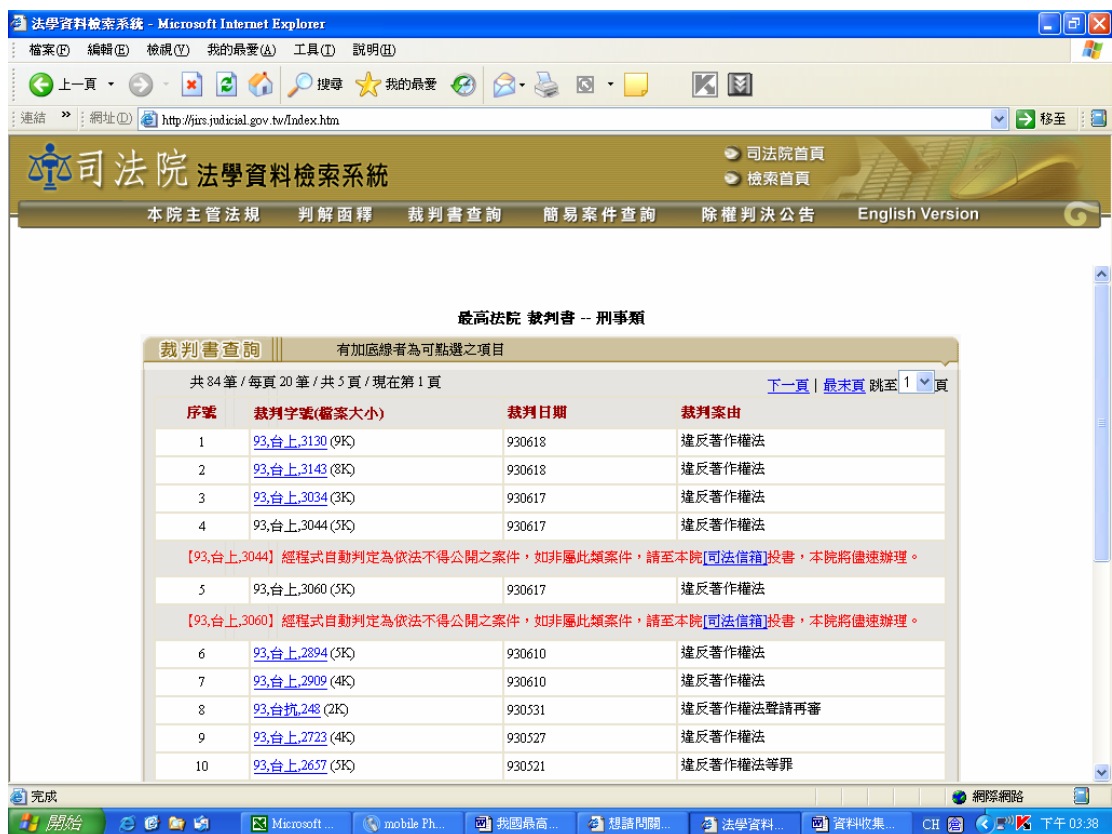 法學資料檢索系統 - Microsoft Internet Explorer
檔案(F) 編輯(E) 檢視(V) 我的最愛(A) 工具(T) 說明(H)
上一頁 搜尋 我的最愛
連結 » 網址(D) http://jirs.judicial.gov.tw/Index.htm 移至
司法院 法學資料檢索系統
司法院首頁
檢索首頁
本院主管法規 判解函釋 裁判書查詢 簡易案件查詢 除權判決公告 English Version
最高法院 裁判書 -- 刑事類
裁判書查詢 有加底線者為可點選之項目
共 84 筆 / 每頁 20 筆 / 共 5 頁 / 現在第 1 頁 下一頁 | 最末頁 跳至 1 頁
序號 裁判字號(檔案大小) 裁判日期 裁判案由
1 93,台上,3130 (9K) 930618 違反著作權法
2 93,台上,3143 (8K) 930618 違反著作權法
3 93,台上,3034 (3K) 930617 違反著作權法
4 93,台上,3044 (5K) 930617 違反著作權法
【93,台上,3044】經程式自動判定為依法不得公開之案件，如非屬此類案件，請至本院[司法信箱]投書，本院將儘速辦理。
5 93,台上,3060 (5K) 930617 違反著作權法
【93,台上,3060】經程式自動判定為依法不得公開之案件，如非屬此類案件，請至本院[司法信箱]投書，本院將儘速辦理。
6 93,台上,2894 (5K) 930610 違反著作權法
7 93,台上,2909 (4K) 930610 違反著作權法
8 93,台抗,248 (2K) 930531 違反著作權法聲請再審
9 93,台上,2723 (4K) 930527 違反著作權法
10 93,台上,2657 (5K) 930521 違反著作權法等罪
完成 網際網路
開始 Microsoft ... mobile Ph... 我國最高... 想請問關... 法學資料... 資料收集... CH 下午 03:38